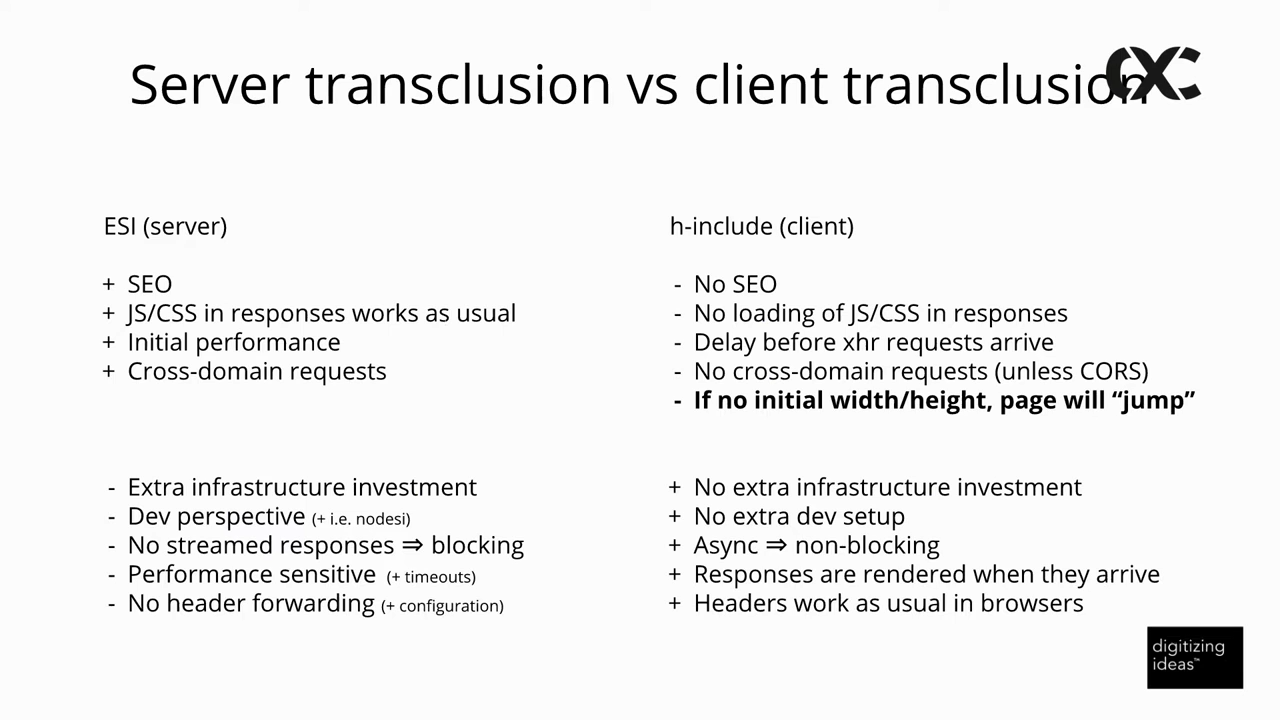 Server transclusion vs client transclusion
ESI (server)
+ SEO
+ JS/CSS in responses works as usual
+ Initial performance
+ Cross-domain requests
- Extra infrastructure investment
- Dev perspective (+ i.e. nodesi)
- No streamed responses ⇒ blocking
- Performance sensitive (+ timeouts)
- No header forwarding (+ configuration)
h-include (client)
- No SEO
- No loading of JS/CSS in responses
- Delay before xhr requests arrive
- No cross-domain requests (unless CORS)
- If no initial width/height, page will “jump”
+ No extra infrastructure investment
+ No extra dev setup
+ Async ⇒ non-blocking
+ Responses are rendered when they arrive
+ Headers work as usual in browsers
digitizing
ideas™